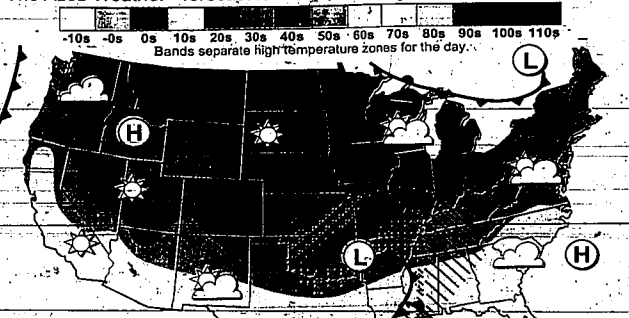 -10s -0s 0s 10s 20s 30s 40s 50s 60s 70s 80s 90s 100s 110s
Bands separate high temperature zones for the day.
L
H
L
H